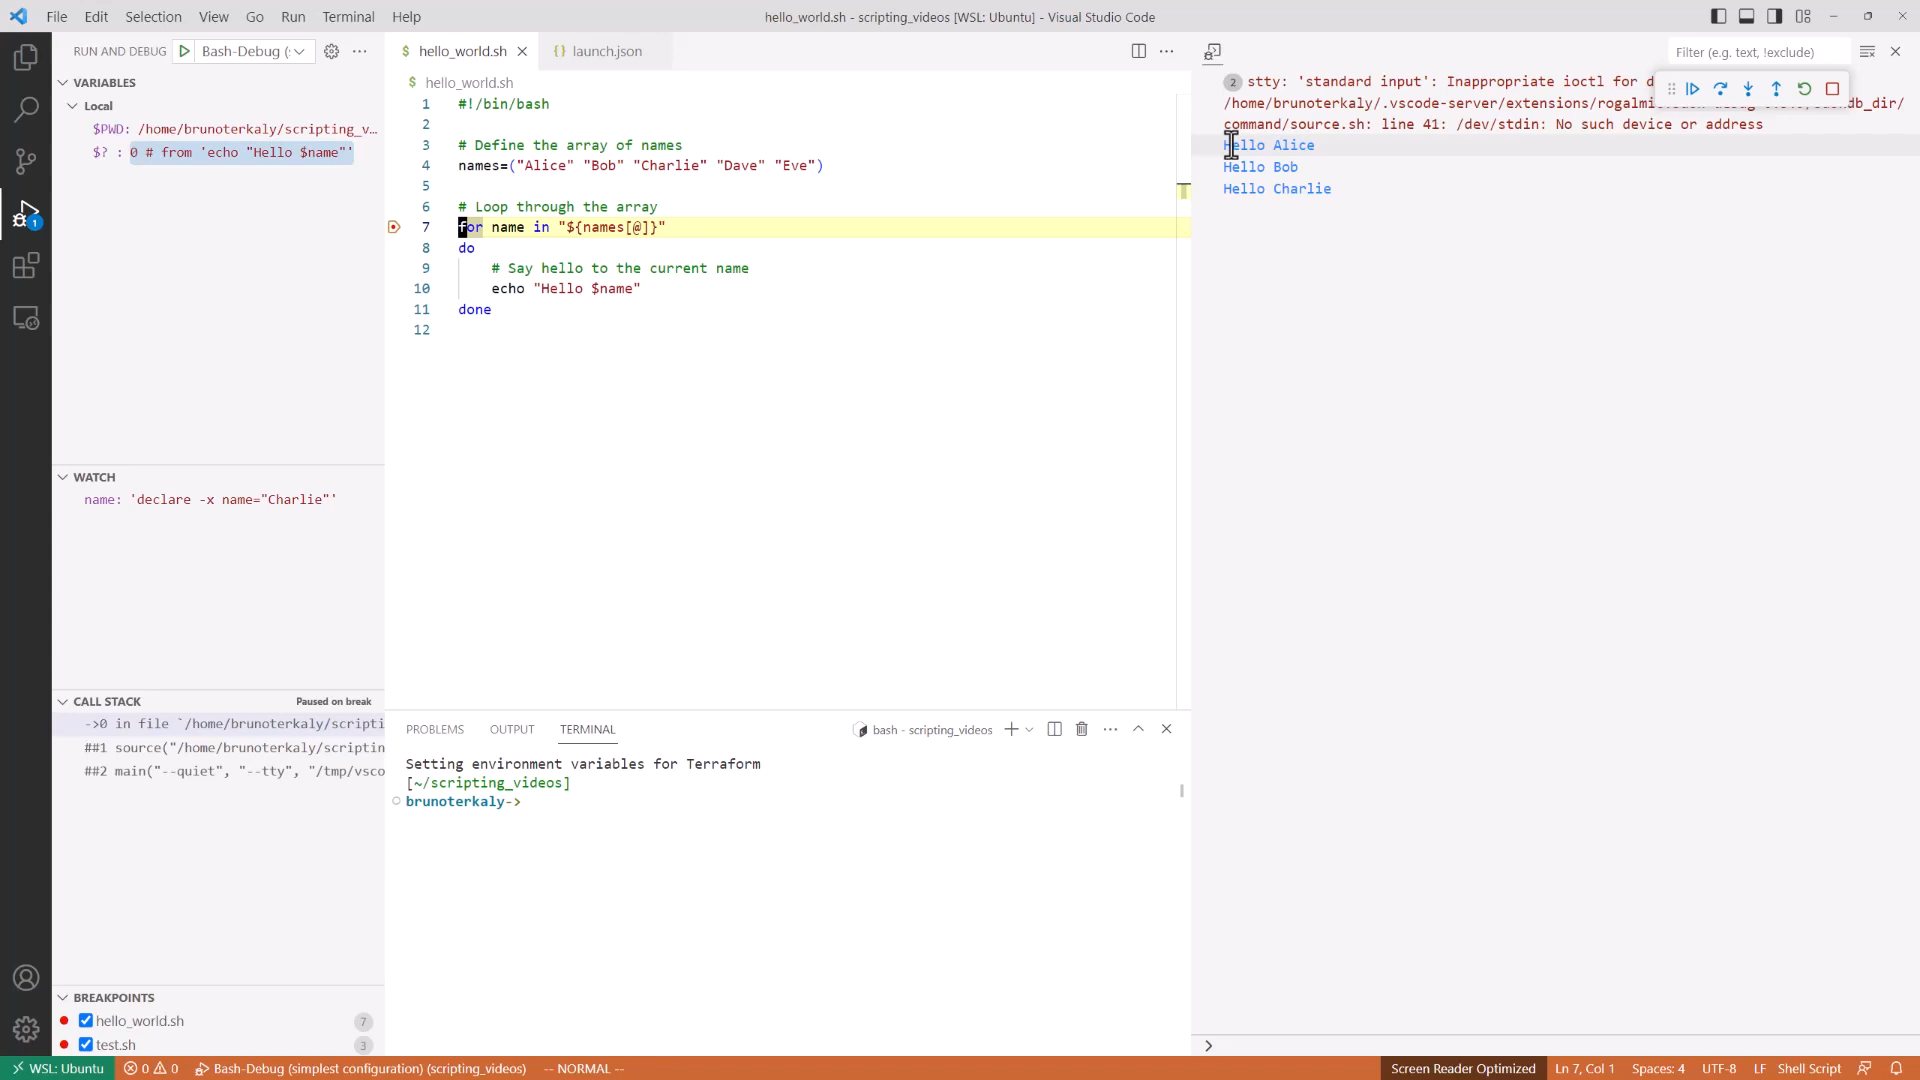 File Edit Selection View Go Run Terminal Help
hello_world.sh - scripting_videos [WSL: Ubuntu] - Visual Studio Code
RUN AND DEBUG
Bash-Debug (
VARIABLES
Local
$PWD: /home/brunoterkaly/scripting_v…
$? : 0 # from 'echo "Hello $name"'
WATCH
name: 'declare -x name="Charlie"'
CALL STACK
Paused on break
->0 in file `/home/brunoterkaly/scripti
##1 source("/home/brunoterkaly/scriptin
##2 main("--quiet", "--tty", "/tmp/vsco
BREAKPOINTS
hello_world.sh 7
test.sh 3
$ hello_world.sh
{} launch.json
$ hello_world.sh
1 #!/bin/bash
2
3 # Define the array of names
4 names=("Alice" "Bob" "Charlie" "Dave" "Eve")
5
6 # Loop through the array
7 for name in "${names[@]}"
8 do
9 # Say hello to the current name
10 echo "Hello $name"
11 done
12
PROBLEMS OUTPUT TERMINAL
bash - scripting_videos
Setting environment variables for Terraform
[~/scripting_videos]
brunoterkaly->
Filter (e.g. text, !exclude)
2 stty: 'standard input': Inappropriate ioctl for d
/home/brunoterkaly/.vscode-server/extensions/rogalmi
db_dir/
command/source.sh: line 41: /dev/stdin: No such device or address
Hello Alice
Hello Bob
Hello Charlie
>
1
WSL: Ubuntu 0 0 Bash-Debug (simplest configuration) (scripting_videos) -- NORMAL --
Screen Reader Optimized Ln 7, Col 1 Spaces: 4 UTF-8 LF Shell Script